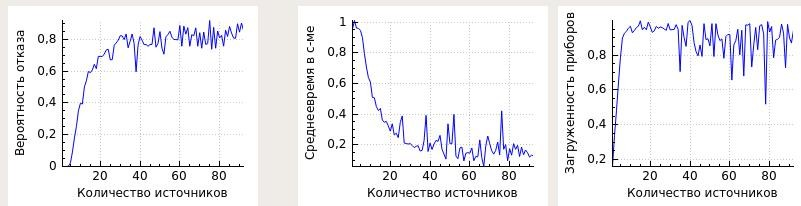 Вероятность отказа
0,8
0,6
0,4
0,2
0
20 40 60 80
Количество источников
Среднеевремя в с-ме
1
0,8
0,6
0,4
0,2
20 40 60 80
Количество источников
Загруженность приборов
0,8
0,6
0,4
0,2
20 40 60 80
Количество источников